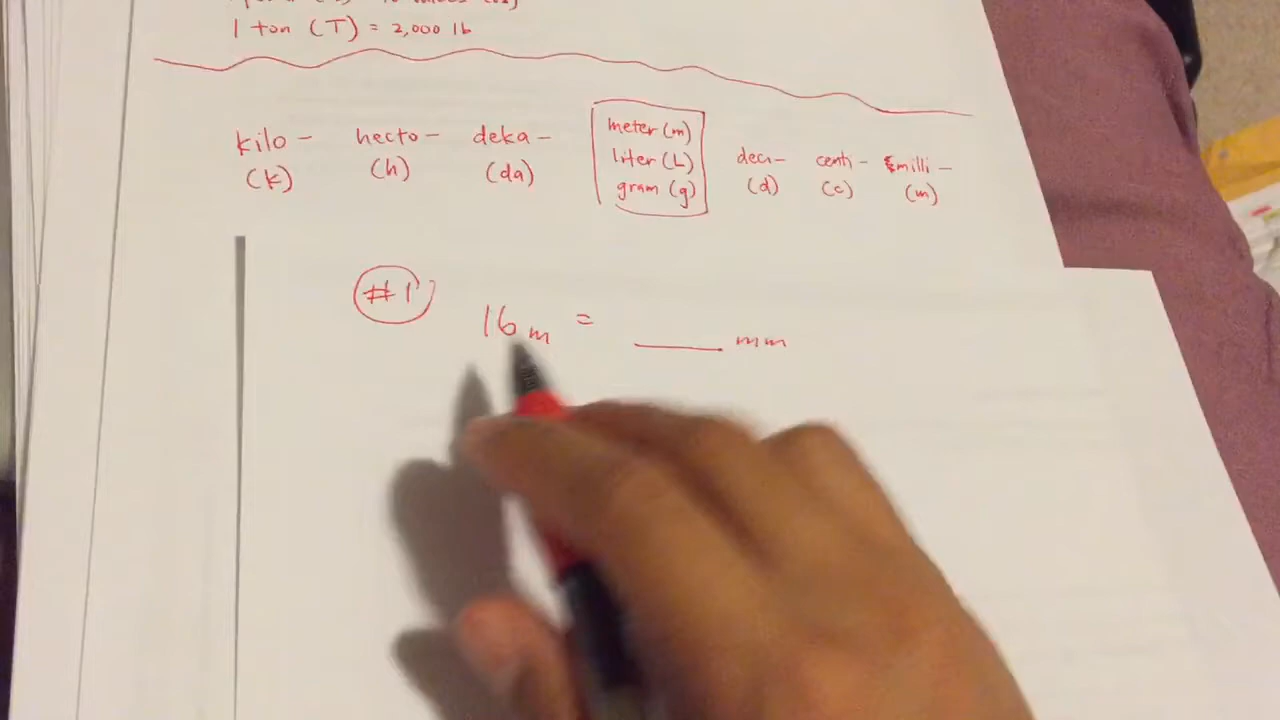 1 ton (T) = 2,000 lb
kilo - hecto - deka - meter (m) deci- centi - milli -
(k) (h) (da) liter (L) (d) (c) (m)
gram (g)
#1 16 m = ____ mm